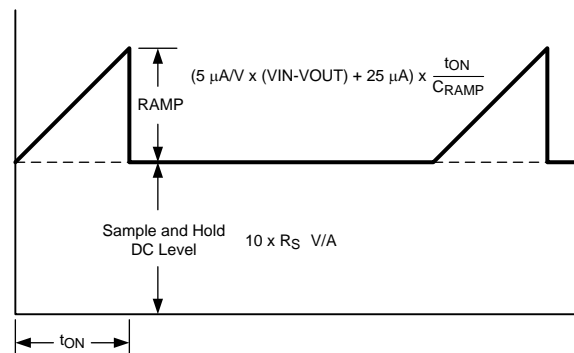 (5 μA/V x (VIN-VOUT) + 25 μA) x tON / CRAMP
RAMP
Sample and Hold
DC Level
10 x RS V/A
tON